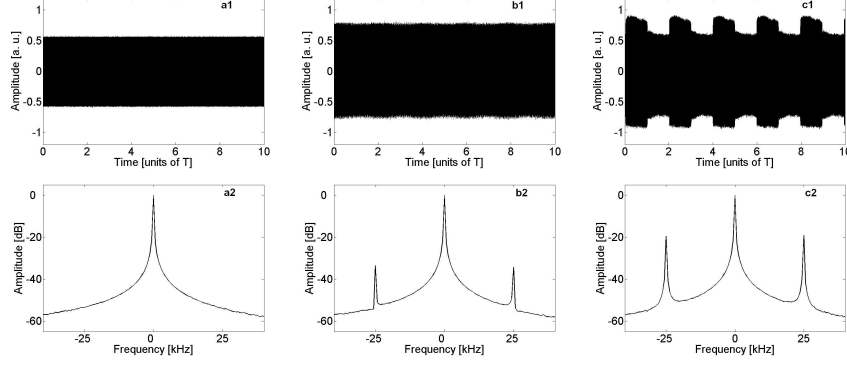 a1
Amplitude [a. u.]
1
0.5
0
-0.5
-1
0 2 4 6 8 10
Time [units of T]
b1
Amplitude [a. u.]
1
0.5
0
-0.5
-1
0 2 4 6 8 10
Time [units of T]
c1
Amplitude [a. u.]
1
0.5
0
-0.5
-1
0 2 4 6 8 10
Time [units of T]
a2
Amplitude [dB]
0
-20
-40
-60
-25 0 25
Frequency [kHz]
b2
Amplitude [dB]
0
-20
-40
-60
-25 0 25
Frequency [kHz]
c2
Amplitude [dB]
0
-20
-40
-60
-25 0 25
Frequency [kHz]